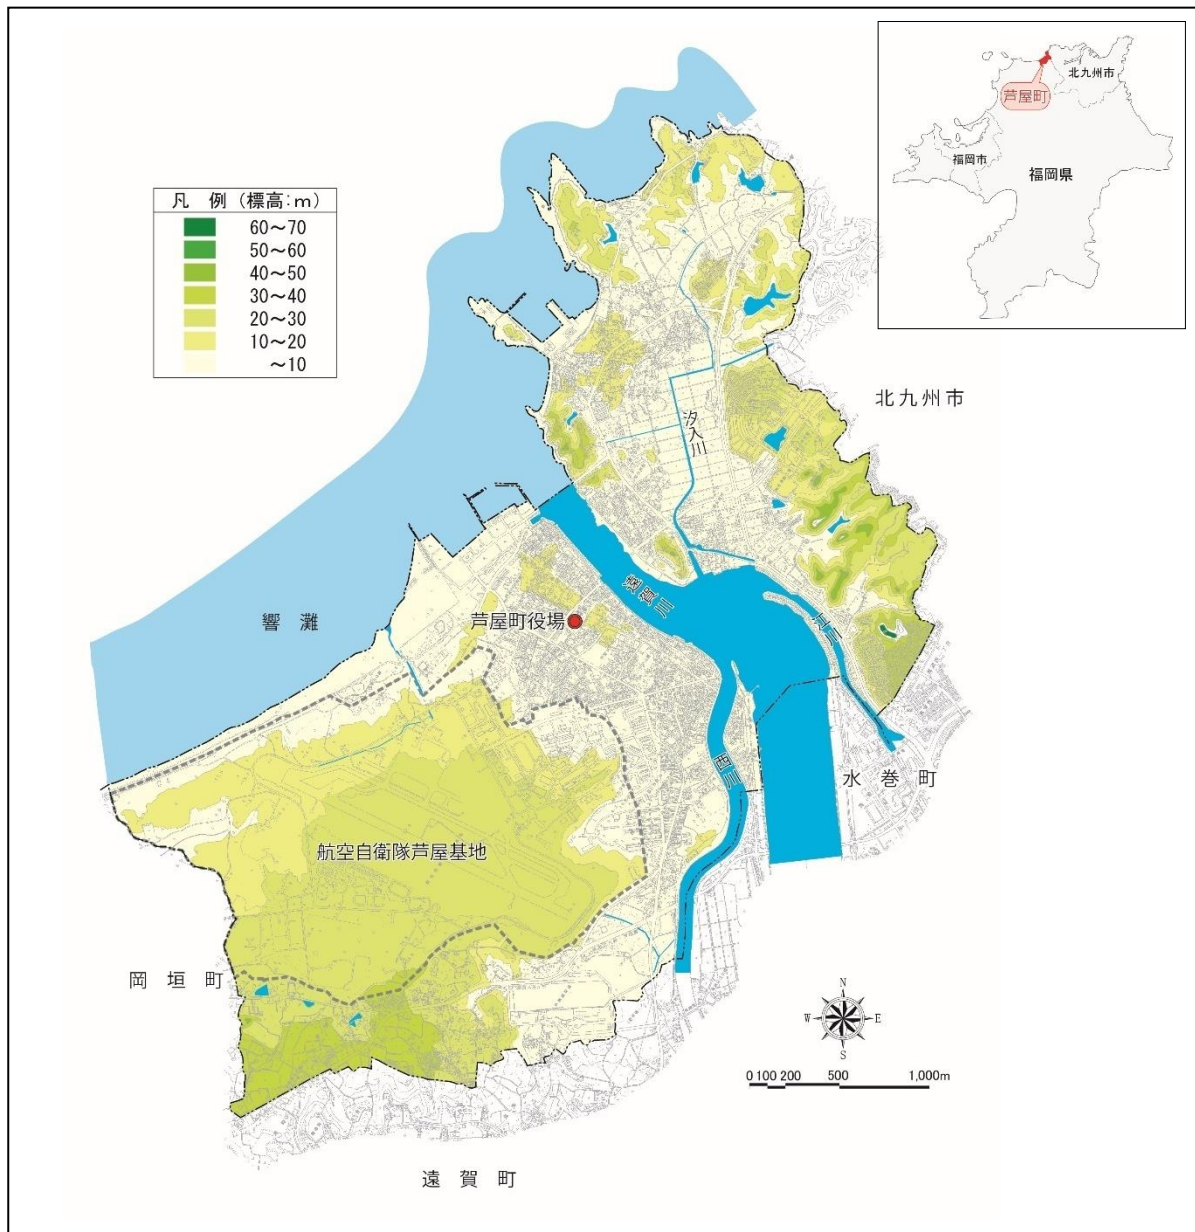 凡 例 (標高:m)
60～70
50～60
40～50
30～40
20～30
10～20
～10
北九州市
芦屋町
福岡市
福岡県
北九州市
汐入川
遠賀川
響 灘
芦屋町役場
西川
水 巻 町
航空自衛隊芦屋基地
岡 垣 町
N
W
E
S
0 100 200 500 1,000m
遠 賀 町